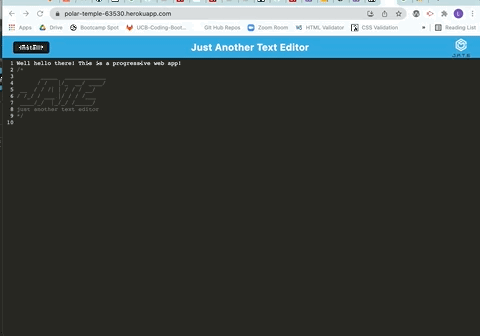 polar-temple-63530.herokuapp.com
Apps
Drive
Bootcamp Spot
UCB-Coding-Boot...
Git Hub Repos
Zoom Room
HTML Validator
CSS Validation
Reading List
Just Another Text Editor
J.A.T.E
1 Well hello there! This is a progressive web app!
2 /*
3
4
5
6
7
8 just another text editor
9 */
10